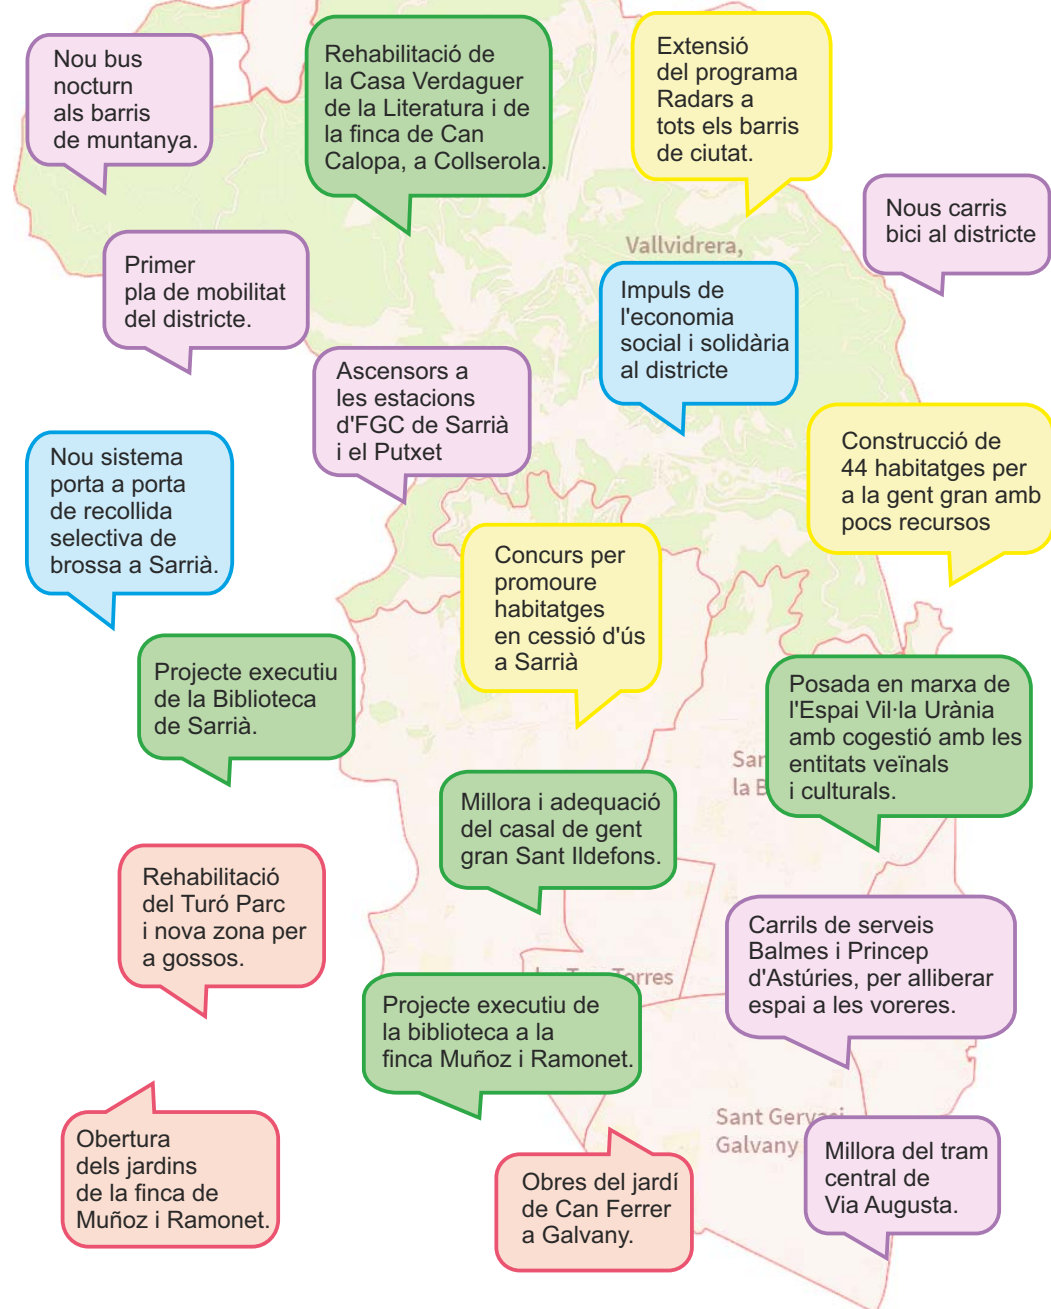 Nou bus
nocturn
als barris
de muntanya.
Rehabilitació de
la Casa Verdaguer
de la Literatura i de
la finca de Can
Calopa, a Collserola.
Extensió
del programa
Radars a
tots els barris
de ciutat.
Nous carris
bici al districte
Vallvidrera,
Primer
pla de mobilitat
del districte.
Impuls de
l'economia
social i solidària
al districte
Ascensors a
les estacions
d'FGC de Sarrià
i el Putxet
Construcció de
44 habitatges per
a la gent gran amb
pocs recursos
Nou sistema
porta a porta
de recollida
selectiva de
brossa a Sarrià.
Concurs per
promoure
habitatges
en cessió d'ús
a Sarrià
Projecte executiu
de la Biblioteca
de Sarrià.
Posada en marxa de
l'Espai Vil·la Urània
amb cogestió amb les
entitats veïnals
i culturals.
la B
Millora i adequació
del casal de gent
gran Sant Ildefons.
Rehabilitació
del Turó Parc
i nova zona per
a gossos.
Carrils de serveis
Balmes i Princep
d'Astúries, per alliberar
espai a les voreres.
Projecte executiu de
la biblioteca a la
finca Muñoz i Ramonet.
Obertura
dels jardins
de la finca de
Muñoz i Ramonet.
Obres del jardí
de Can Ferrer
a Galvany.
Sant Gervasi
Galvany
Millora del tram
central de
Via Augusta.